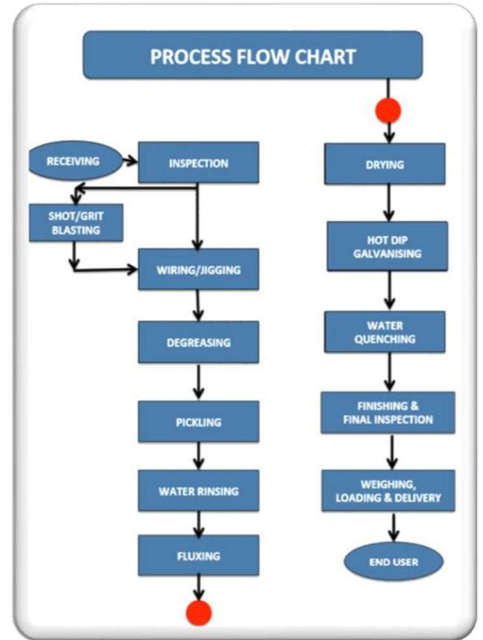 PROCESS FLOW CHART
RECEIVING
INSPECTION
SHOT/GRIT
BLASTING
WIRING/JIGGING
DEGREASING
PICKLING
WATER RINSING
FLUXING
DRYING
HOT DIP
GALVANISING
WATER
QUENCHING
FINISHING &
FINAL INSPECTION
WEIGHING,
LOADING & DELIVERY
END USER